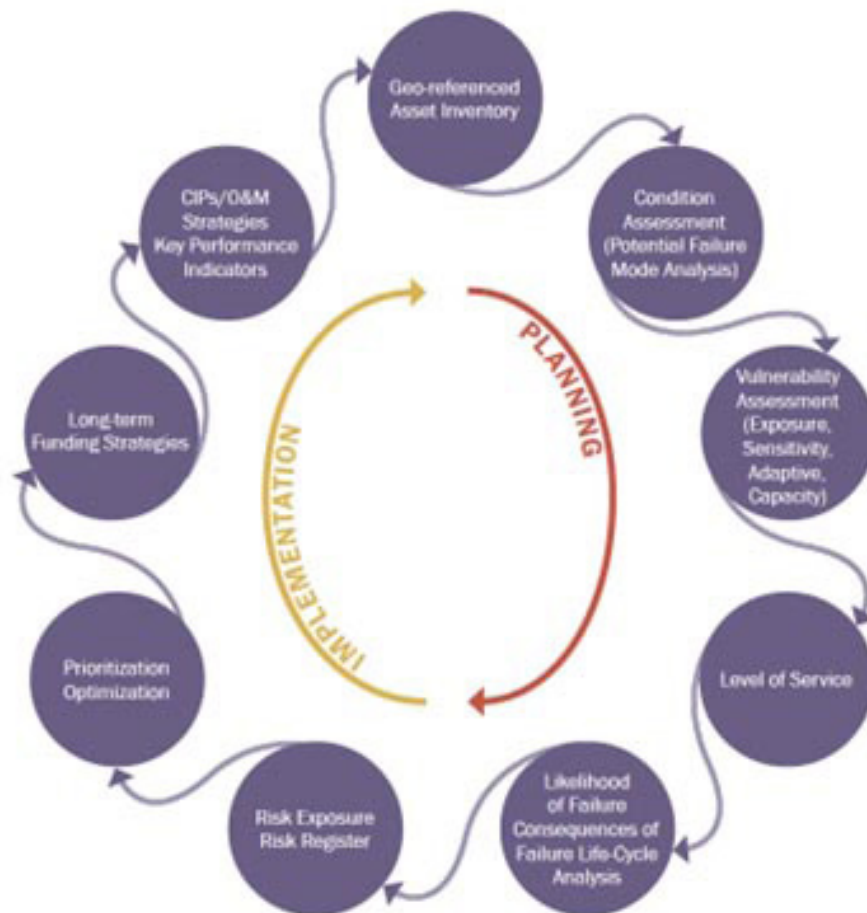 Geo-referenced
Asset Inventory
Condition
Assessment
(Potential Failure
Mode Analysis)
Vulnerability
Assessment
(Exposure,
Sensitivity,
Adaptive,
Capacity)
Level of Service
Likelihood
of Failure
Consequences of
Failure Life-Cycle
Analysis
Risk Exposure
Risk Register
Prioritization
Optimization
Long-term
Funding Strategies
CIPs/O&M
Strategies
Key Performance
Indicators
PLANNING
IMPLEMENTATION